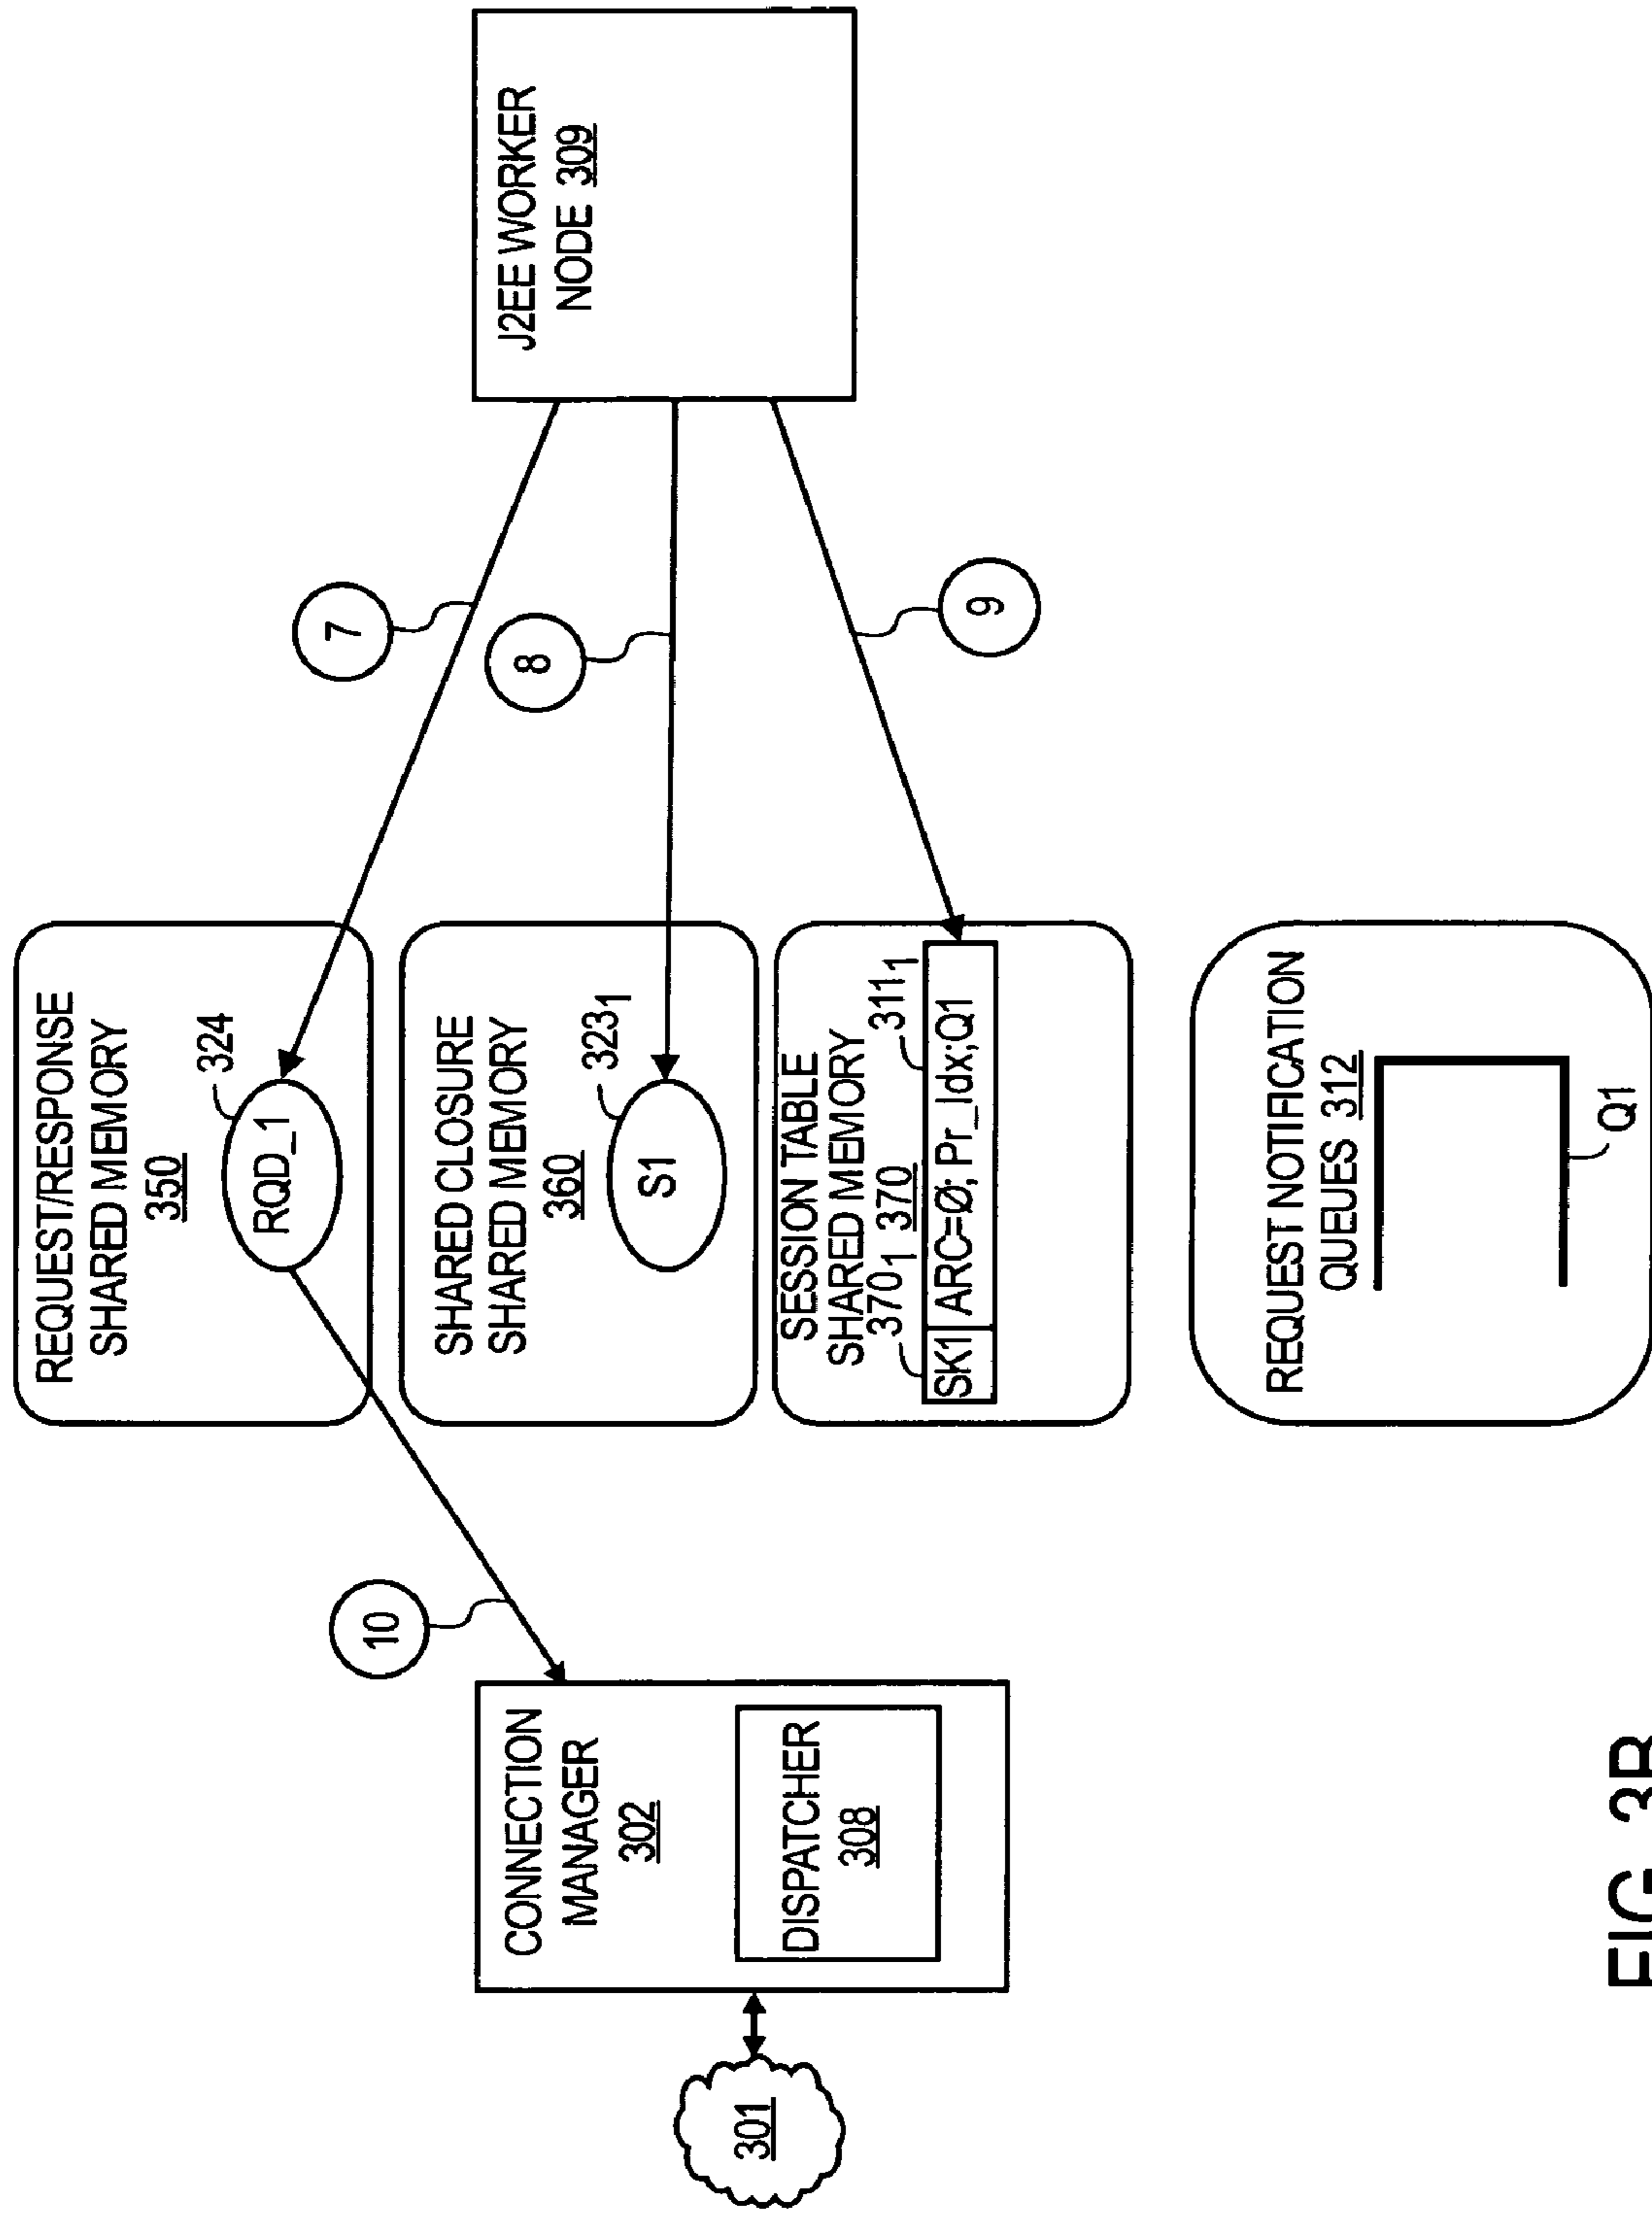 REQUEST/RESPONSE
SHARED MEMORY
350
324
RQD_1
7
10
SHARED CLOSURE
SHARED MEMORY
360
323₁
S1
8
J2EE WORKER
NODE 309
CONNECTION
MANAGER
302
DISPATCHER
308
301
SESSION TABLE
SHARED MEMORY
370₁ 370 311₁
SK1 ARC=Ø; Pr_Idx;Q1
9
REQUEST NOTIFICATION
QUEUES 312
Q1
FIG. 3B